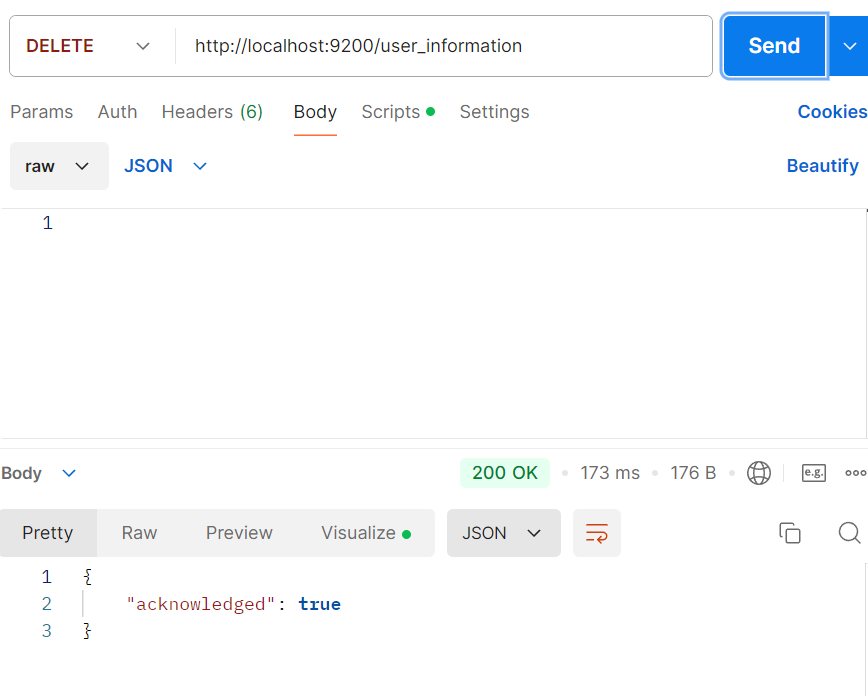 DELETE http://localhost:9200/user_information Send
Params Auth Headers (6) Body Scripts Settings Cookies
raw JSON Beautify
1
Body 200 OK 173 ms 176 B e.g.
Pretty Raw Preview Visualize JSON
1 {
2 "acknowledged": true
3 }